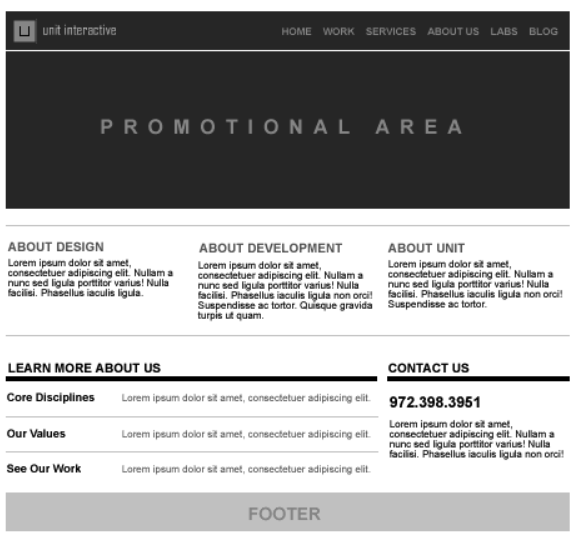 unit interactive
HOME WORK SERVICES ABOUT US LABS BLOG
PROMOTIONAL AREA
ABOUT DESIGN
Lorem ipsum dolor sit amet,
consectetuer adipiscing elit. Nullam a
nunc sed ligula porttitor varius! Nulla
facilisi. Phasellus iaculis ligula.
ABOUT DEVELOPMENT
Lorem ipsum dolor sit amet,
consectetuer adipiscing elit. Nullam a
nunc sed ligula porttitor varius! Nulla
facilisi. Phasellus iaculis ligula non orci!
Suspendisse ac tortor. Quisque gravida
turpis ut quam.
ABOUT UNIT
Lorem ipsum dolor sit amet,
consectetuer adipiscing elit. Nullam a
nunc sed ligula porttitor varius! Nulla
facilisi. Phasellus iaculis ligula non orci!
Suspendisse ac tortor.
LEARN MORE ABOUT US
Core Disciplines Lorem ipsum dolor sit amet, consectetuer adipiscing elit.
Our Values Lorem ipsum dolor sit amet, consectetuer adipiscing elit.
See Our Work Lorem ipsum dolor sit amet, consectetuer adipiscing elit.
CONTACT US
972.398.3951
Lorem ipsum dolor sit amet,
consectetuer adipiscing elit. Nullam a
nunc sed ligula porttitor varius! Nulla
facilisi. Phasellus iaculis ligula non orci!
FOOTER